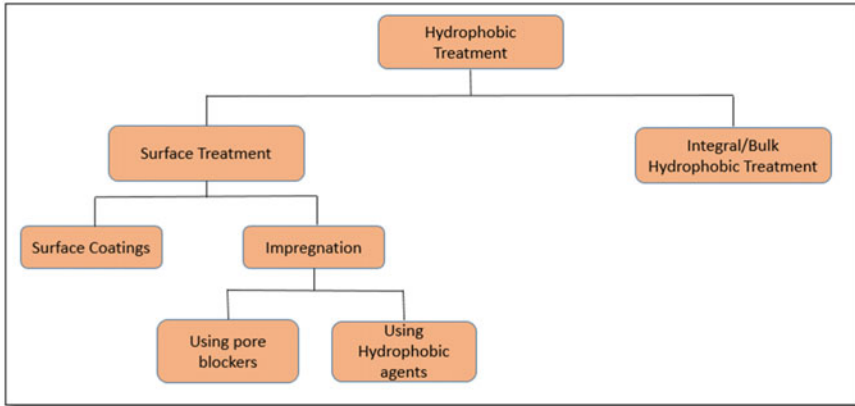 Hydrophobic
Treatment
Surface Treatment
Integral/Bulk
Hydrophobic Treatment
Surface Coatings
Impregnation
Using pore
blockers
Using
Hydrophobic
agents